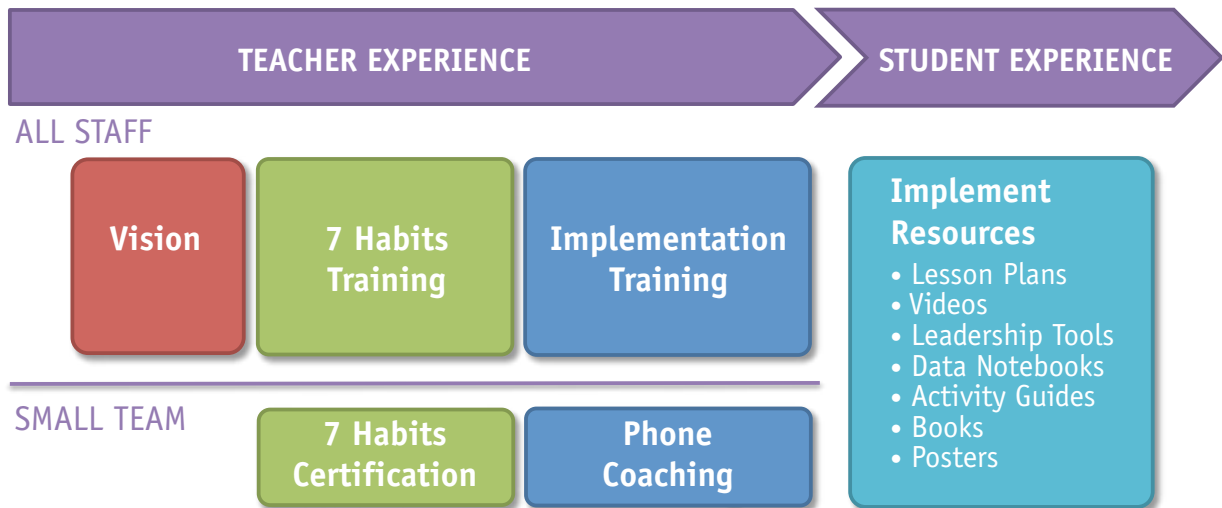 TEACHER EXPERIENCE
STUDENT EXPERIENCE
ALL STAFF
Vision
7 Habits
Training
Implementation
Training
Implement
Resources
• Lesson Plans
• Videos
• Leadership Tools
• Data Notebooks
• Activity Guides
• Books
• Posters
SMALL TEAM
7 Habits
Certification
Phone
Coaching